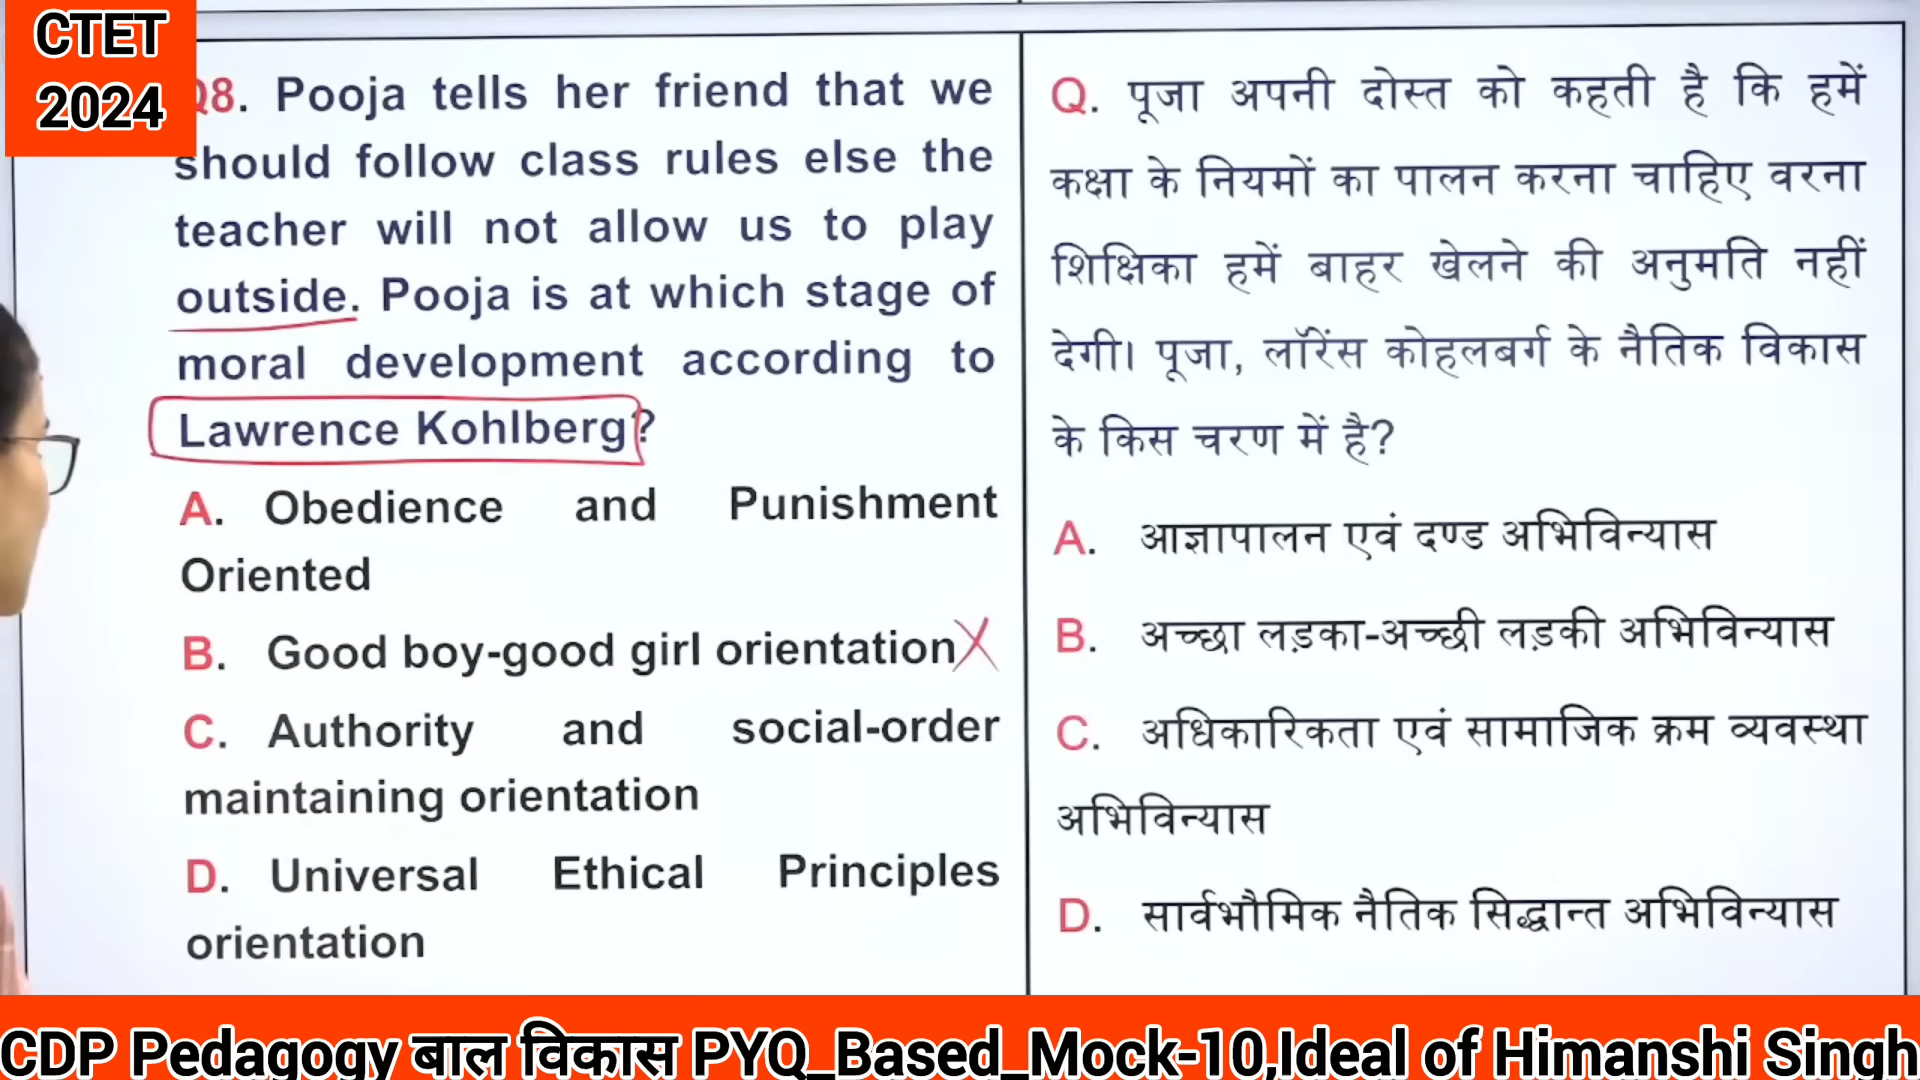 CTET
2024
Q8. Pooja tells her friend that we
should follow class rules else the
teacher will not allow us to play
outside. Pooja is at which stage of
moral development according to
Lawrence Kohlberg?
A. Obedience and Punishment
Oriented
B. Good boy-good girl orientation
C. Authority and social-order
maintaining orientation
D. Universal Ethical Principles
orientation
Q. पूजा अपनी दोस्त को कहती है कि हमें
कक्षा के नियमों का पालन करना चाहिए वरना
शिक्षिका हमें बाहर खेलने की अनुमति नहीं
देगी। पूजा, लॉरेंस कोहलबर्ग के नैतिक विकास
के किस चरण में है?
A. आज्ञापालन एवं दण्ड अभिविन्यास
B. अच्छा लड़का-अच्छी लड़की अभिविन्यास
C. अधिकारिकता एवं सामाजिक क्रम व्यवस्था
अभिविन्यास
D. सार्वभौमिक नैतिक सिद्धान्त अभिविन्यास
CDP Pedagogy बाल विकास PYQ_Based_Mock-10,Ideal of Himanshi Singh